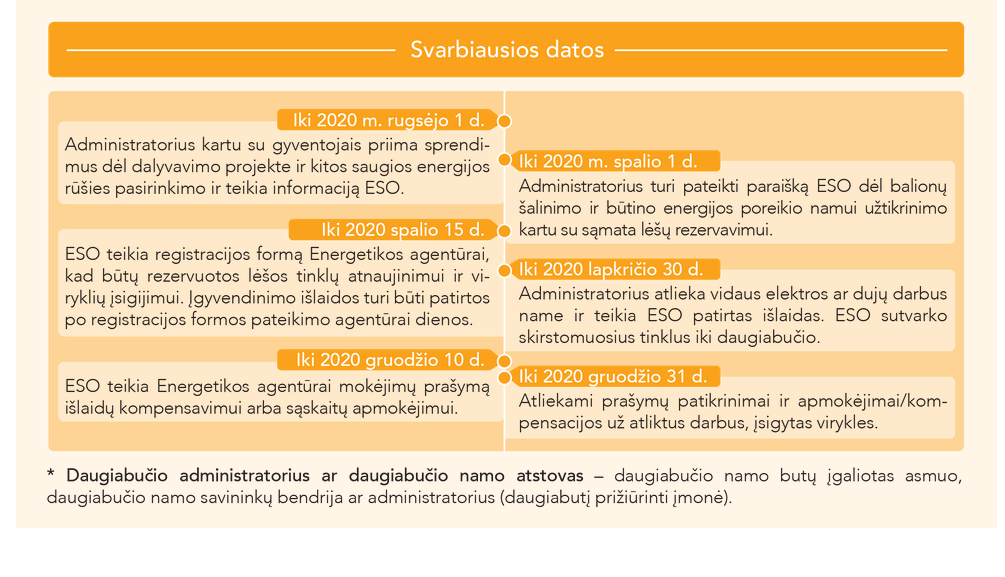 Svarbiausios datos
Iki 2020 m. rugsėjo 1 d.
Administratorius kartu su gyventojais priima sprendi-
mus dėl dalyvavimo projekte ir kitos saugios energijos
rūšies pasirinkimo ir teikia informaciją ESO.
Iki 2020 m. spalio 1 d.
Administratorius turi pateikti paraišką ESO dėl balionų
šalinimo ir būtino energijos poreikio namui užtikrinimo
kartu su sąmata lėšų rezervavimui.
Iki 2020 spalio 15 d.
ESO teikia registracijos formą Energetikos agentūrai,
kad būtų rezervuotos lėšos tinklų atnaujinimui ir vi-
ryklių įsigijimui. Įgyvendinimo išlaidos turi būti patirtos
po registracijos formos pateikimo agentūrai dienos.
Iki 2020 lapkričio 30 d.
Administratorius atlieka vidaus elektros ar dujų darbus
name ir teikia ESO patirtas išlaidas. ESO sutvarko
skirstomuosius tinklus iki daugiabučio.
Iki 2020 gruodžio 10 d.
ESO teikia Energetikos agentūrai mokėjimų prašymą
išlaidų kompensavimui arba sąskaitų apmokėjimui.
Iki 2020 gruodžio 31 d.
Atliekami prašymų patikrinimai ir apmokėjimai/kom-
pensacijos už atliktus darbus, įsigytas virykles.
* Daugiabučio administratorius ar daugiabučio namo atstovas – daugiabučio namo butų įgaliotas asmuo,
daugiabučio namo savininkų bendrija ar administratorius (daugiabutį prižiūrinti įmonė).